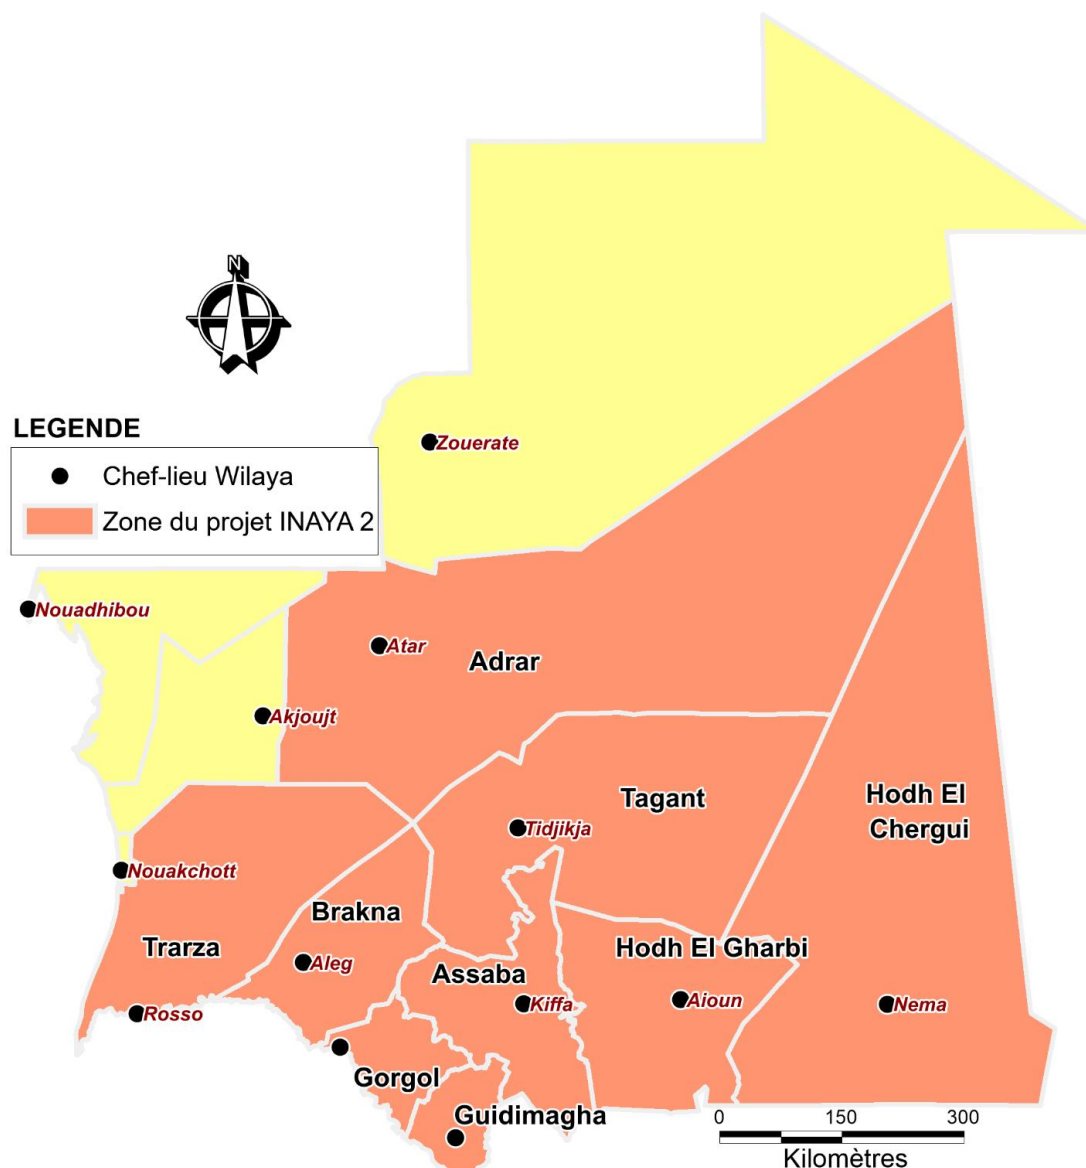 N
LEGENDE
Chef-lieu Wilaya
Zone du projet INAYA 2
Zouerate
Nouadhibou
Atar
Adrar
Akjoujt
Tagant
Hodh El
Chergui
Tidjikja
Nouakchott
Brakna
Trarza
Hodh El Gharbi
Aleg
Assaba
Kiffa
Aioun
Nema
Rosso
Gorgol
Guidimagha
0 150 300
Kilomètres